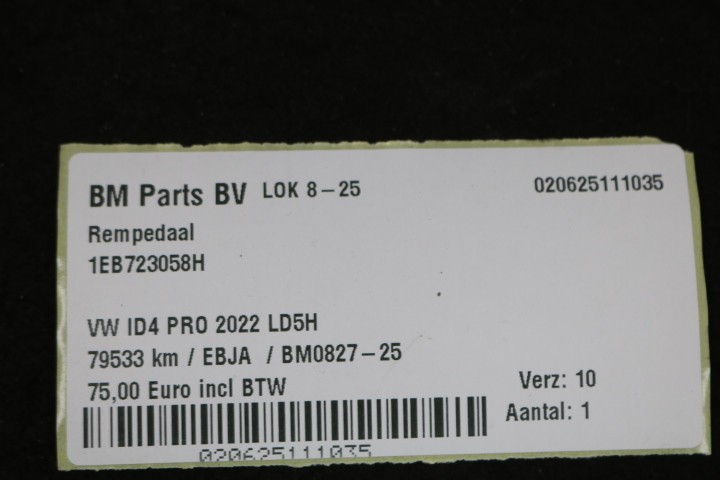 BM Parts BV LOK 8-25 020625111035
Rempedaal
1EB723058H
VW ID4 PRO 2022 LD5H
79533 km / EBJA / BM0827-25
75,00 Euro incl BTW Verz: 10
Aantal: 1
020625111035